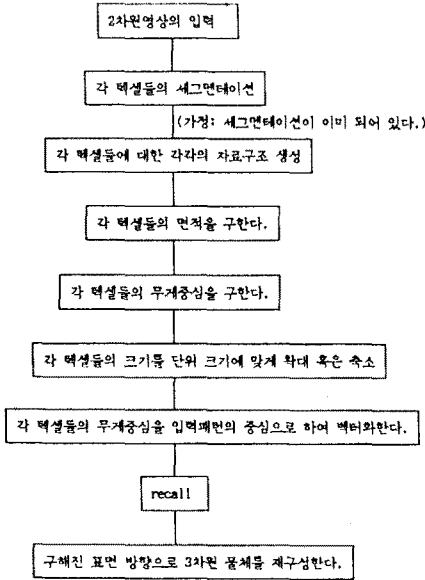 2차원영상의 입력
각 텍셀들의 세그멘테이션
(가정: 세그멘테이션이 이미 되어 있다.)
각 텍셀들에 대한 각각의 자료구조 생성
각 텍셀들의 면적을 구한다.
각 텍셀들의 무게중심을 구한다.
각 텍셀들의 크기를 단위 크기에 맞게 확대 혹은 축소
각 텍셀들의 무게중심을 입력패턴의 중심으로 하여 벡터화한다.
recall
구해진 표면 방향으로 3차원 물체를 재구성한다.